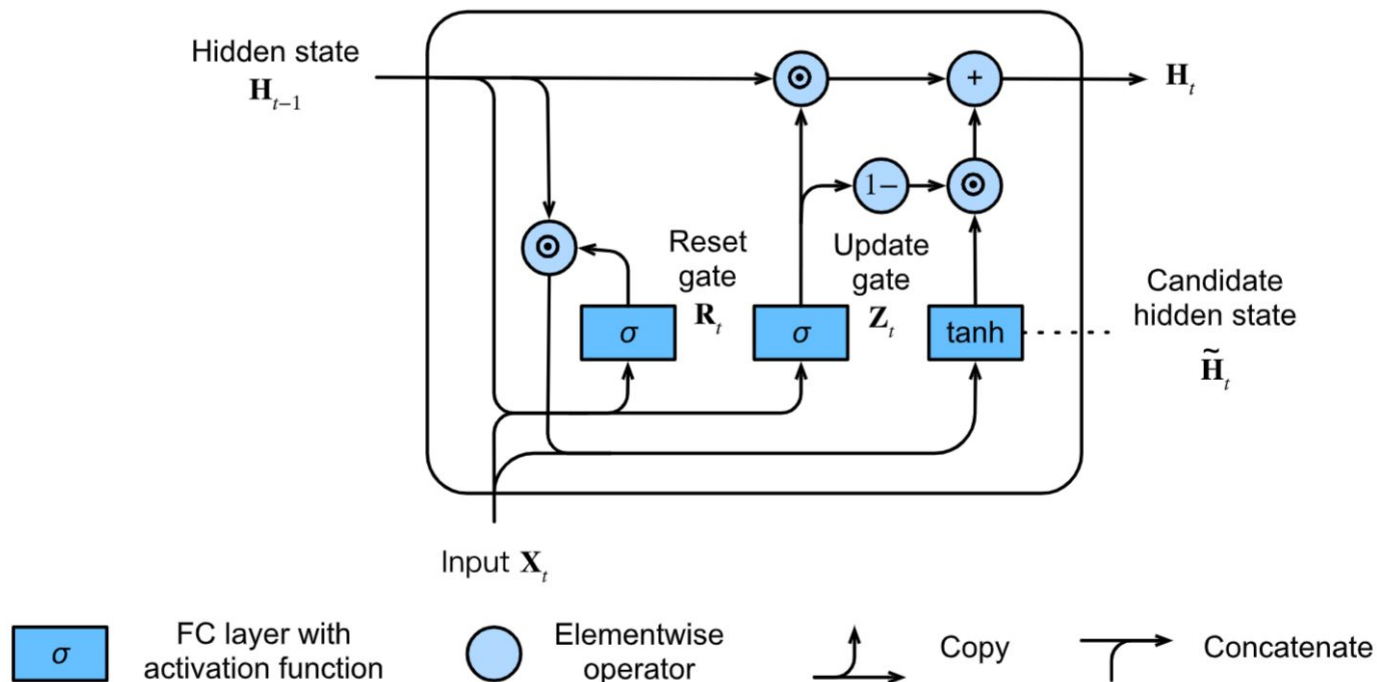 Hidden state
H_{t−1}
⊙
+
H_t
1−
⊙
⊙
Reset
gate
R_t
Update
gate
Z_t
Candidate
hidden state
H̃_t
σ
σ
tanh
Input X_t
σ
FC layer with
activation function
Elementwise
operator
Copy
Concatenate